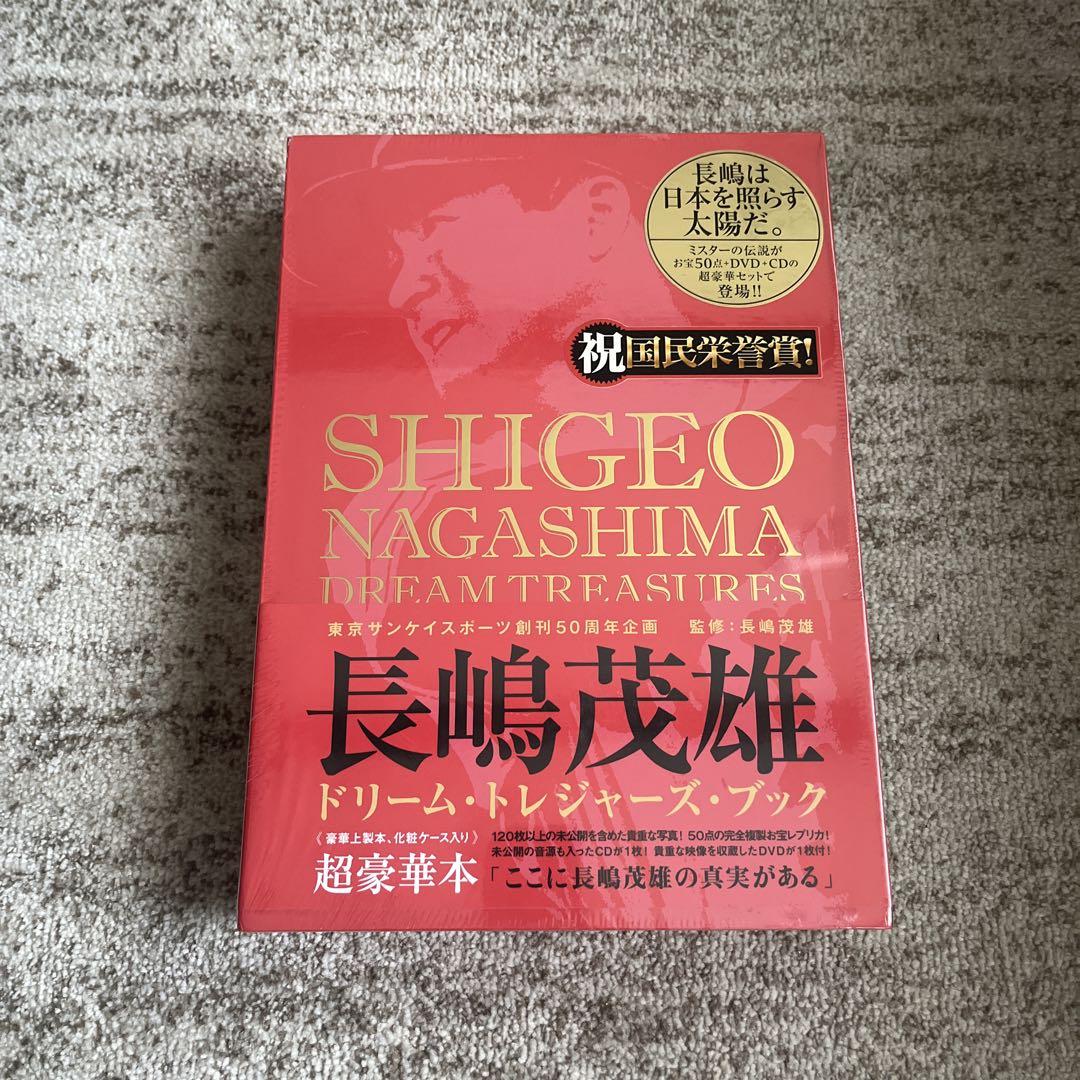 長嶋は
日本を照らす
太陽だ。
ミスターの伝説が
お宝50点+DVD+CDの
超豪華セットで
登場!!
祝国民栄誉賞!
SHIGEO
NAGASHIMA
DREAM TREASURES
東京サンケイスポーツ創刊50周年企画 監修:長嶋茂雄
長嶋茂雄
ドリーム・トレジャーズ・ブック
《豪華上製本、化粧ケース入り》
超豪華本
120枚以上の未公開を含めた貴重な写真!50点の完全複製お宝レプリカ!
未公開の音源も入ったCDが1枚!貴重な映像を収蔵したDVDが1枚付!
「ここに長嶋茂雄の真実がある」